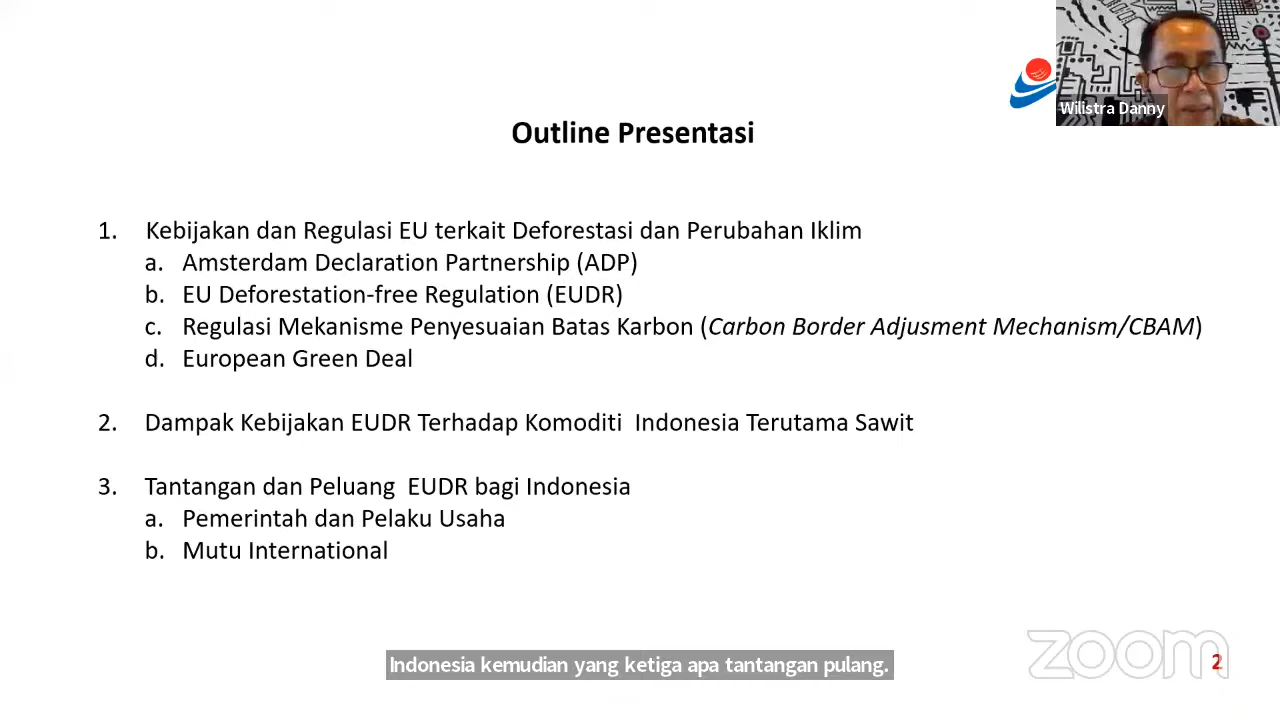 Wilistra Danny
Outline Presentasi
1. Kebijakan dan Regulasi EU terkait Deforestasi dan Perubahan Iklim
a. Amsterdam Declaration Partnership (ADP)
b. EU Deforestation-free Regulation (EUDR)
c. Regulasi Mekanisme Penyesuaian Batas Karbon (Carbon Border Adjusment Mechanism/CBAM)
d. European Green Deal
2. Dampak Kebijakan EUDR Terhadap Komoditi Indonesia Terutama Sawit
3. Tantangan dan Peluang EUDR bagi Indonesia
a. Pemerintah dan Pelaku Usaha
b. Mutu International
Indonesia kemudian yang ketiga apa tantangan pulang.
zoom
2